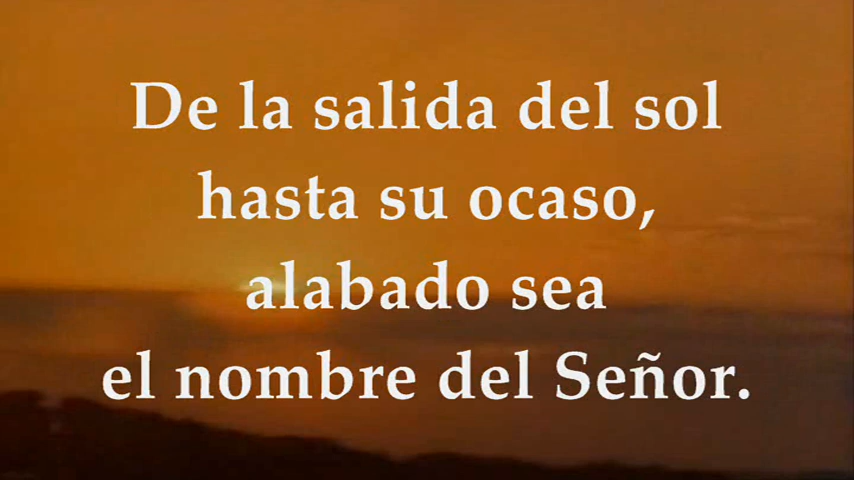 De la salida del sol
hasta su ocaso,
alabado sea
el nombre del Señor.